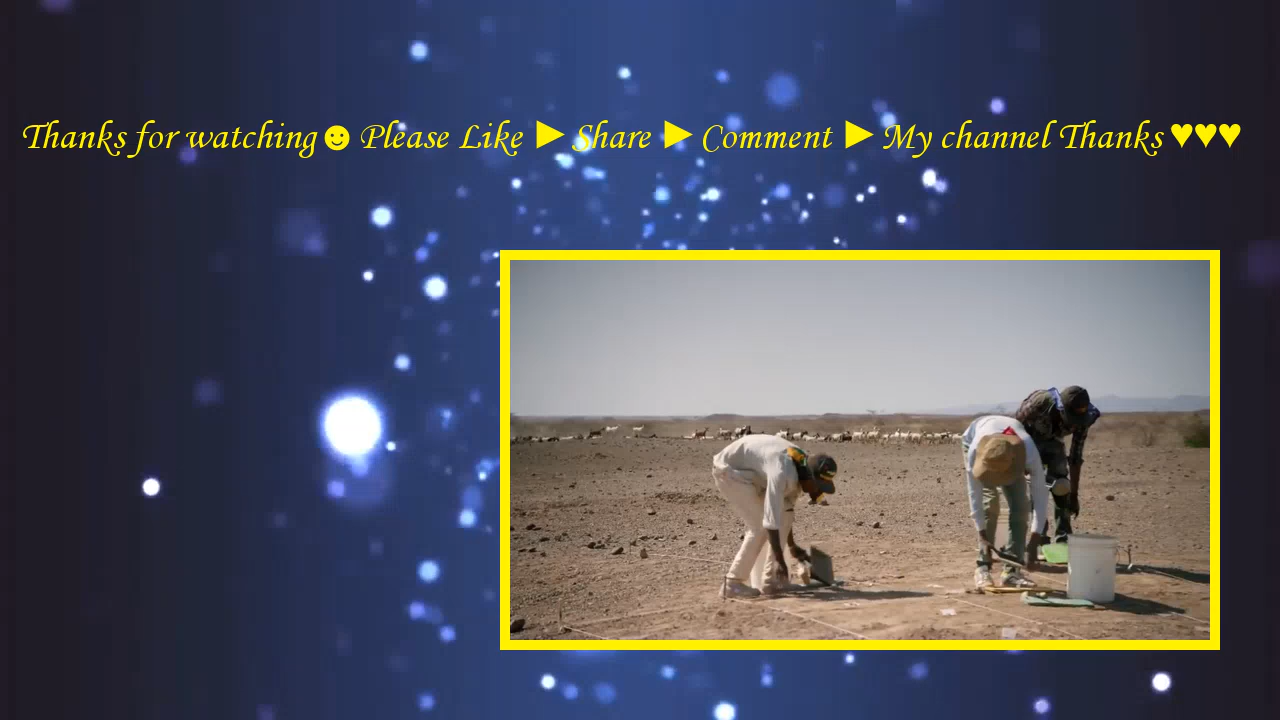 Thanks for watching☻Please Like ► Share ► Comment ► My channel Thanks ♥♥♥